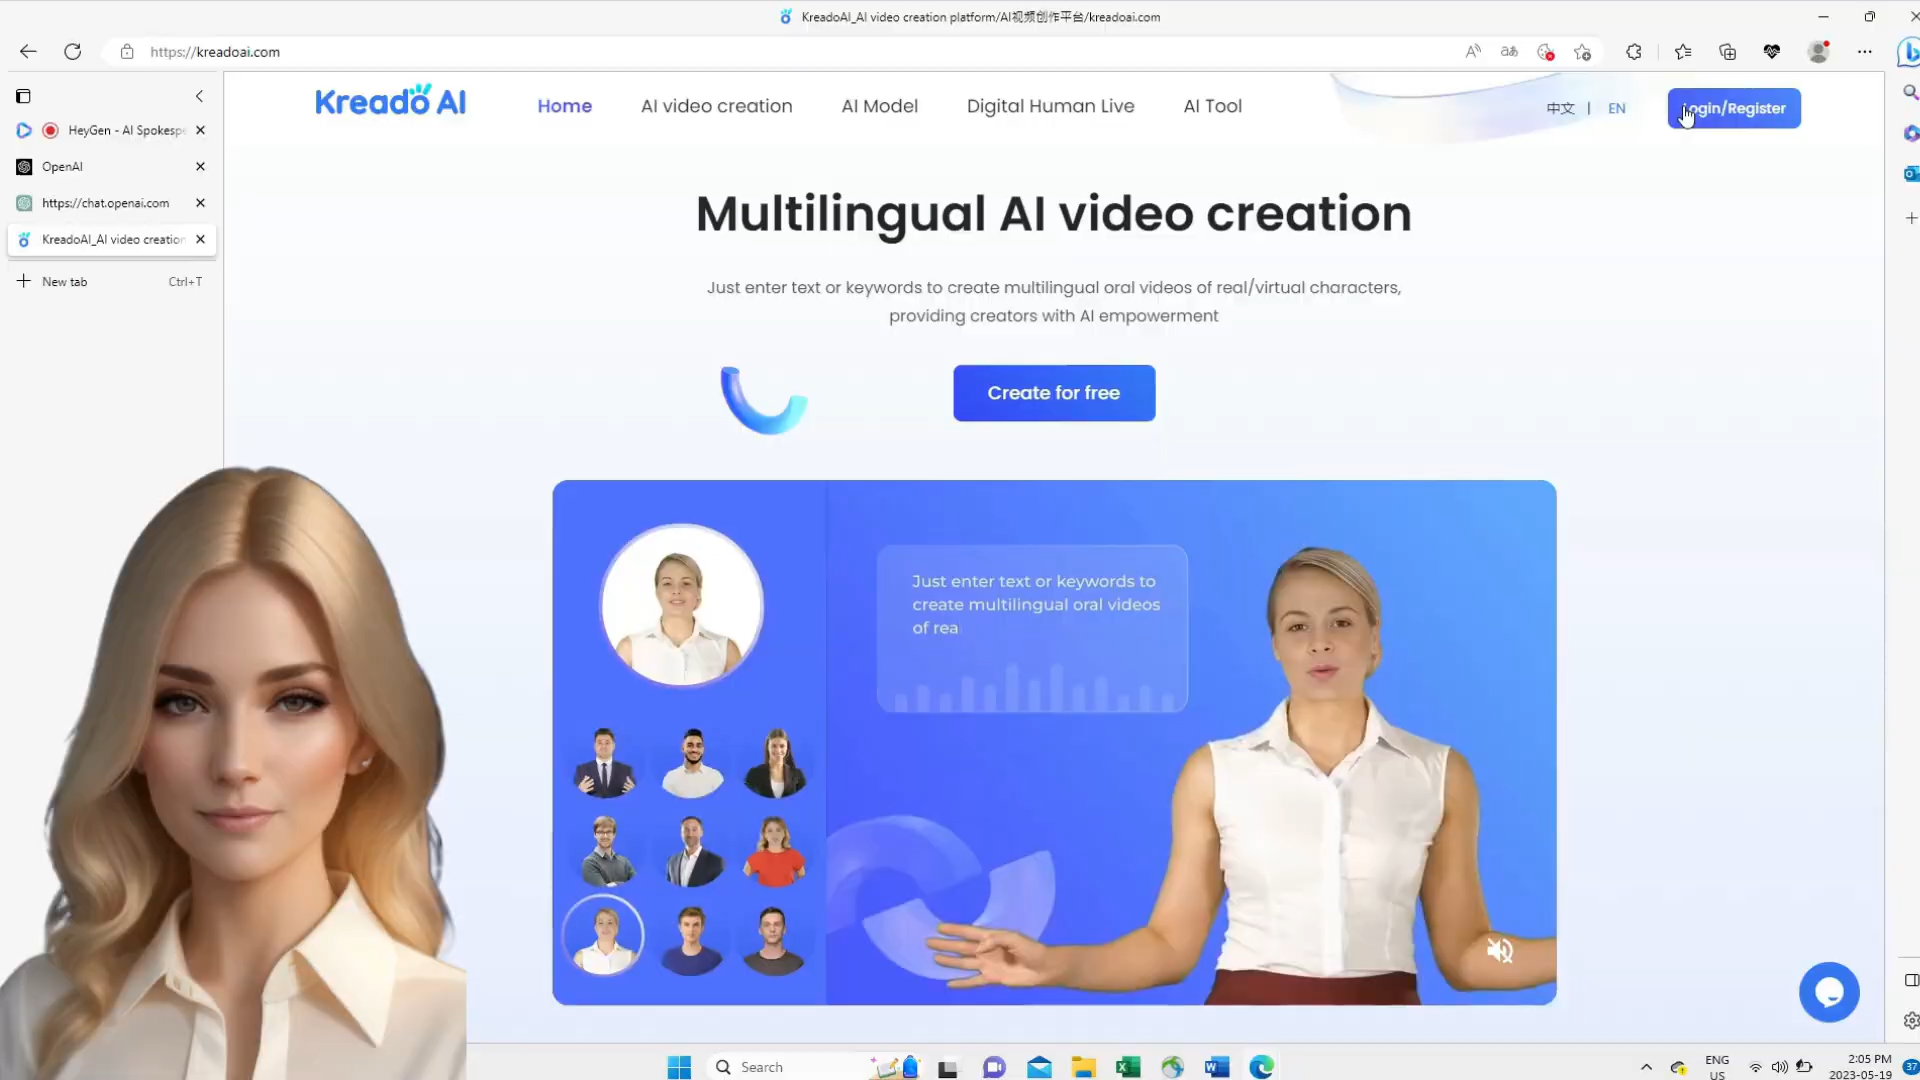 KreadoAI_AI video creation platform/AI视频创作平台/kreadoai.com
https://kreadoai.com
HeyGen - AI Spokesp
OpenAI
https://chat.openai.com
KreadoAI_AI video creation
New tab Ctrl+T
Kreado AI
Home AI video creation AI Model Digital Human Live AI Tool
中文 | EN
Login/Register
Multilingual AI video creation
Just enter text or keywords to create multilingual oral videos of real/virtual characters,
providing creators with AI empowerment
Create for free
Just enter text or keywords to
create multilingual oral videos
of rea
Search
ENG
US
2:05 PM
2023-05-19
37